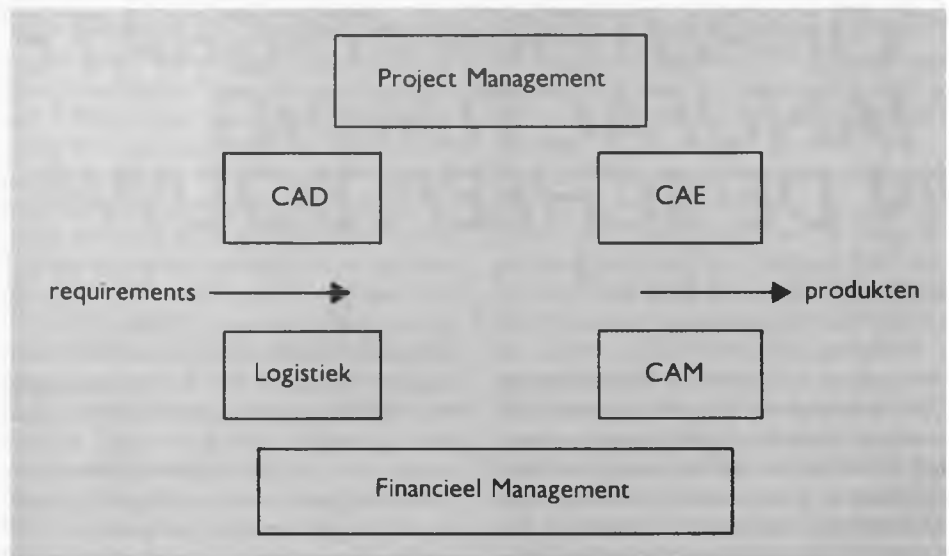 Project Management
CAD
CAE
requirements
produkten
Logistiek
CAM
Financieel Management